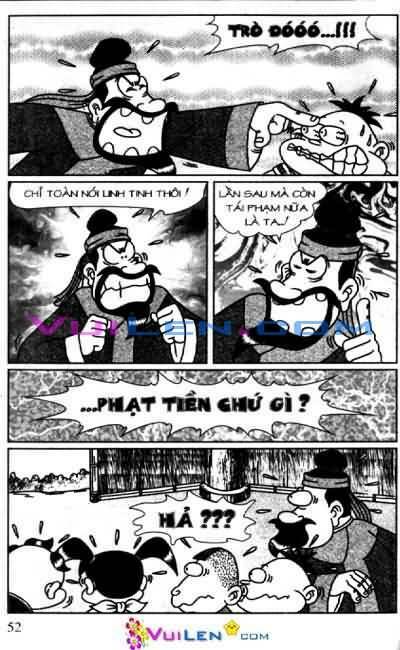 TRÒ ĐÓÓÓ...!!!
CHỈ TOÀN NÓI LINH TINH THÔI!
LẦN SAU MÀ CÒN
TÁI PHẠM NỮA
LÀ TA...!
VUILEN.COM
...PHẠT TIỀN CHỨ GÌ?
HẢ ???
52
VUILEN.COM